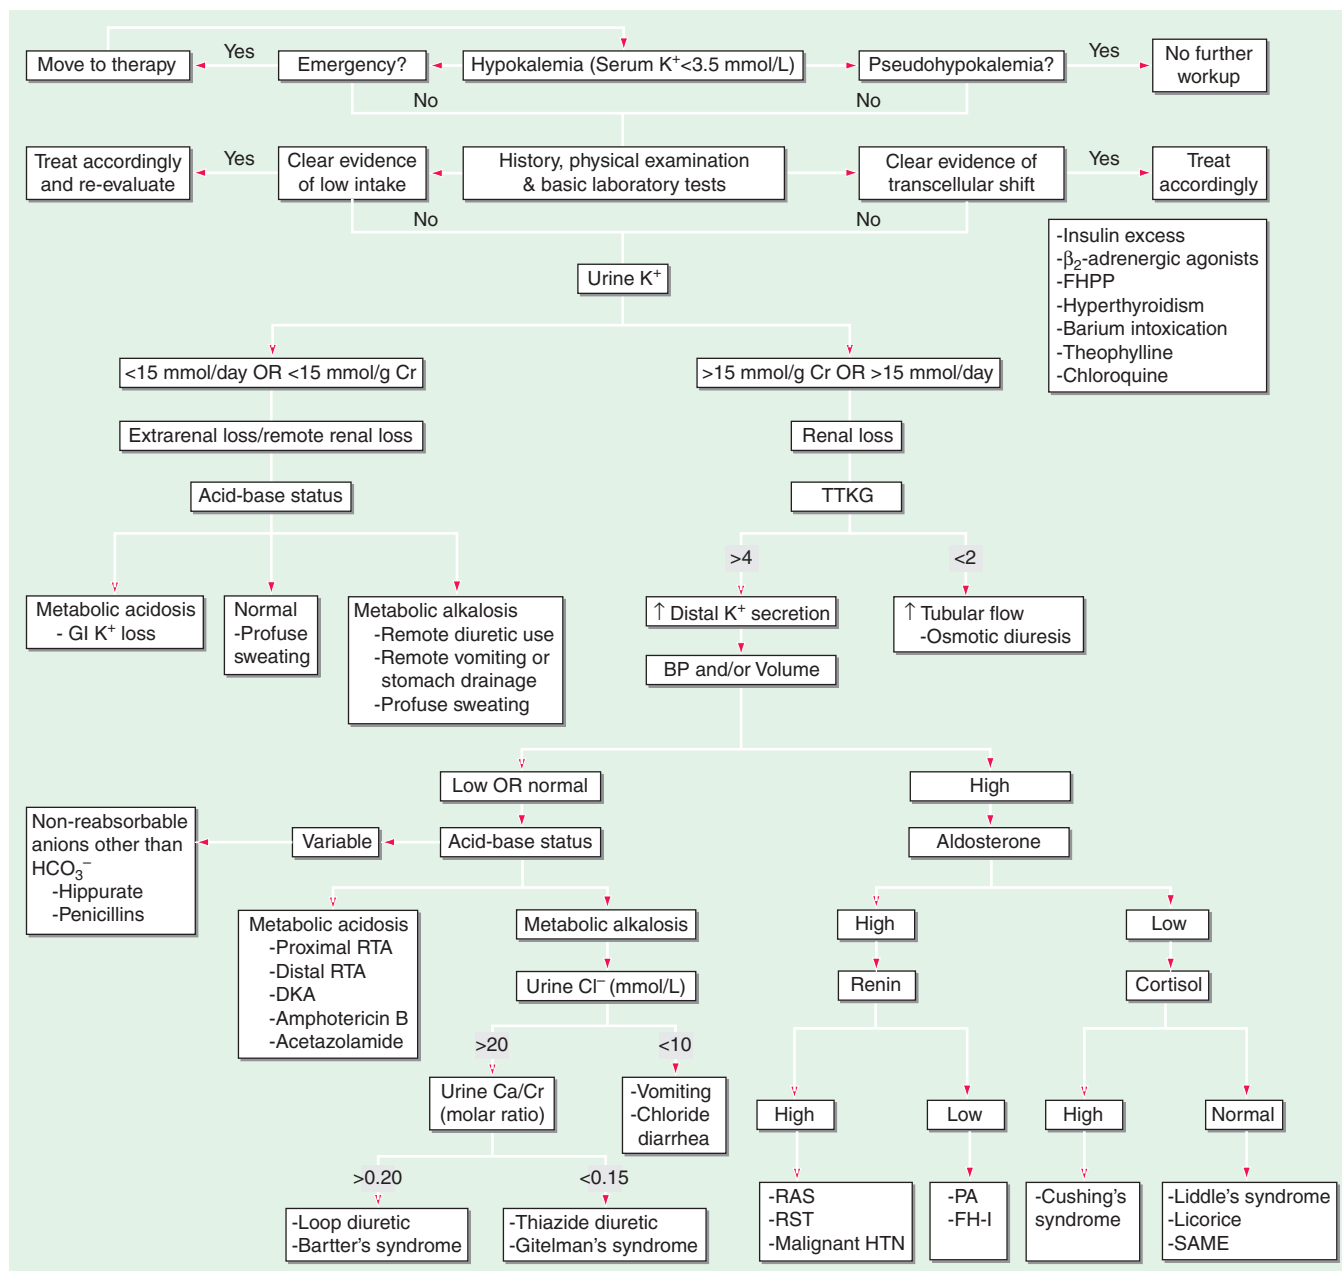 Move to therapy
Yes
Emergency?
Hypokalemia (Serum K⁺<3.5 mmol/L)
Pseudohypokalemia?
Yes
No further
workup
No
No
Treat accordingly
and re-evaluate
Yes
Clear evidence
of low intake
History, physical examination
& basic laboratory tests
Clear evidence of
transcellular shift
Yes
Treat
accordingly
No
No
-Insulin excess
-β₂-adrenergic agonists
-FHPP
-Hyperthyroidism
-Barium intoxication
-Theophylline
-Chloroquine
Urine K⁺
<15 mmol/day OR <15 mmol/g Cr
>15 mmol/g Cr OR >15 mmol/day
Extrarenal loss/remote renal loss
Renal loss
Acid-base status
TTKG
>4
<2
Metabolic acidosis
- GI K⁺ loss
Normal
-Profuse
sweating
Metabolic alkalosis
-Remote diuretic use
-Remote vomiting or
stomach drainage
-Profuse sweating
↑ Distal K⁺ secretion
↑ Tubular flow
-Osmotic diuresis
BP and/or Volume
Low OR normal
High
Non-reabsorbable
anions other than
HCO₃⁻
-Hippurate
-Penicillins
Variable
Acid-base status
Aldosterone
Metabolic acidosis
-Proximal RTA
-Distal RTA
-DKA
-Amphotericin B
-Acetazolamide
Metabolic alkalosis
High
Low
Urine Cl⁻ (mmol/L)
Renin
Cortisol
>20
<10
Urine Ca/Cr
(molar ratio)
-Vomiting
-Chloride
diarrhea
High
Low
High
Normal
>0.20
<0.15
-Loop diuretic
-Bartter's syndrome
-Thiazide diuretic
-Gitelman's syndrome
-RAS
-RST
-Malignant HTN
-PA
-FH-I
-Cushing's
syndrome
-Liddle's syndrome
-Licorice
-SAME